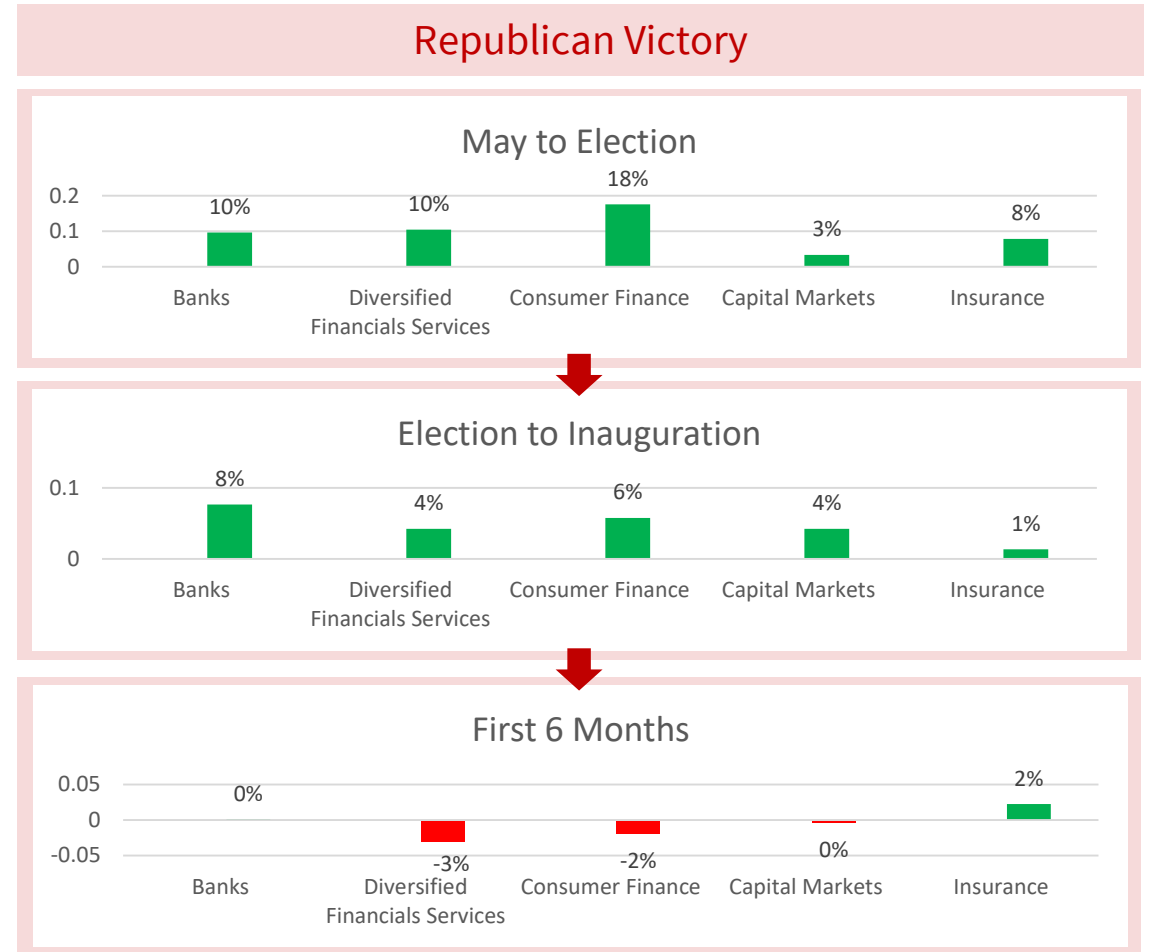 Republican Victory
May to Election
18%
0.2
10%
10%
8%
3%
0.1
0
Banks
Diversified
Financials Services
Consumer Finance
Capital Markets
Insurance
Election to Inauguration
8%
0.1
6%
4%
4%
1%
0
Banks
Diversified
Financials Services
Consumer Finance
Capital Markets
Insurance
First 6 Months
2%
0.05
0%
0
-0.05
-3%
-2%
0%
Banks
Diversified
Financials Services
Consumer Finance
Capital Markets
Insurance